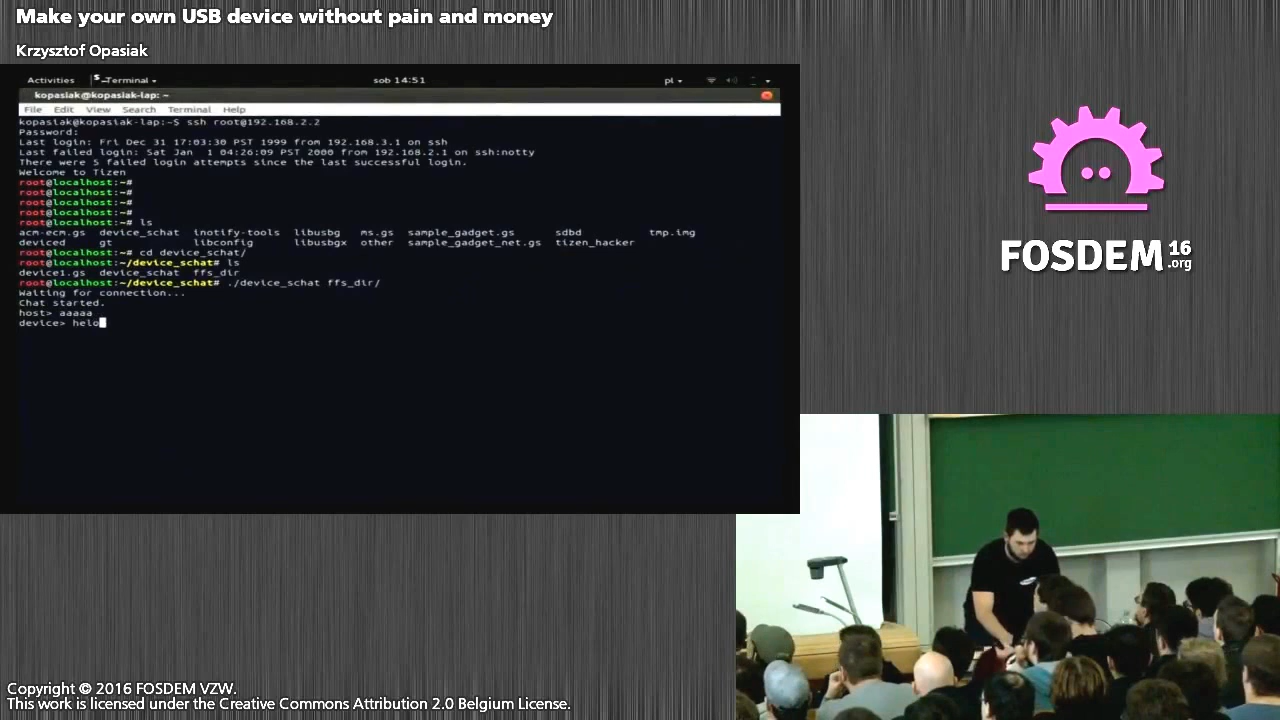 Make your own USB device without pain and money
Krzysztof Opasiak
Activities Terminal sob 14:51 pl
kopasiak@kopasiak-lap: ~
File Edit View Search Terminal Help
kopasiak@kopasiak-lap:~$ ssh root@192.168.2.2
Password:
Last login: Fri Dec 31 17:03:30 PST 1999 from 192.168.3.1 on ssh
Last failed login: Sat Jan  1 04:26:09 PST 2000 from 192.168.2.1 on ssh:notty
There were 5 failed login attempts since the last successful login.
Welcome to Tizen
root@localhost:~#
root@localhost:~#
root@localhost:~#
root@localhost:~#
root@localhost:~# ls
acm-ecm.gs device_schat inotify-tools libusbg ms.gs sample_gadget.gs sdbd tmp.img
deviced gt libconfig libusbgx other sample_gadget_net.gs tizen_hacker
root@localhost:~# cd device_schat/
root@localhost:~/device_schat# ls
device1.gs device_schat ffs_dir
root@localhost:~/device_schat# ./device_schat ffs_dir/
Waiting for connection...
Chat started.
host> aaaaa
device> helo
FOSDEM 16 .org
Copyright © 2016 FOSDEM VZW.
This work is licensed under the Creative Commons Attribution 2.0 Belgium License.